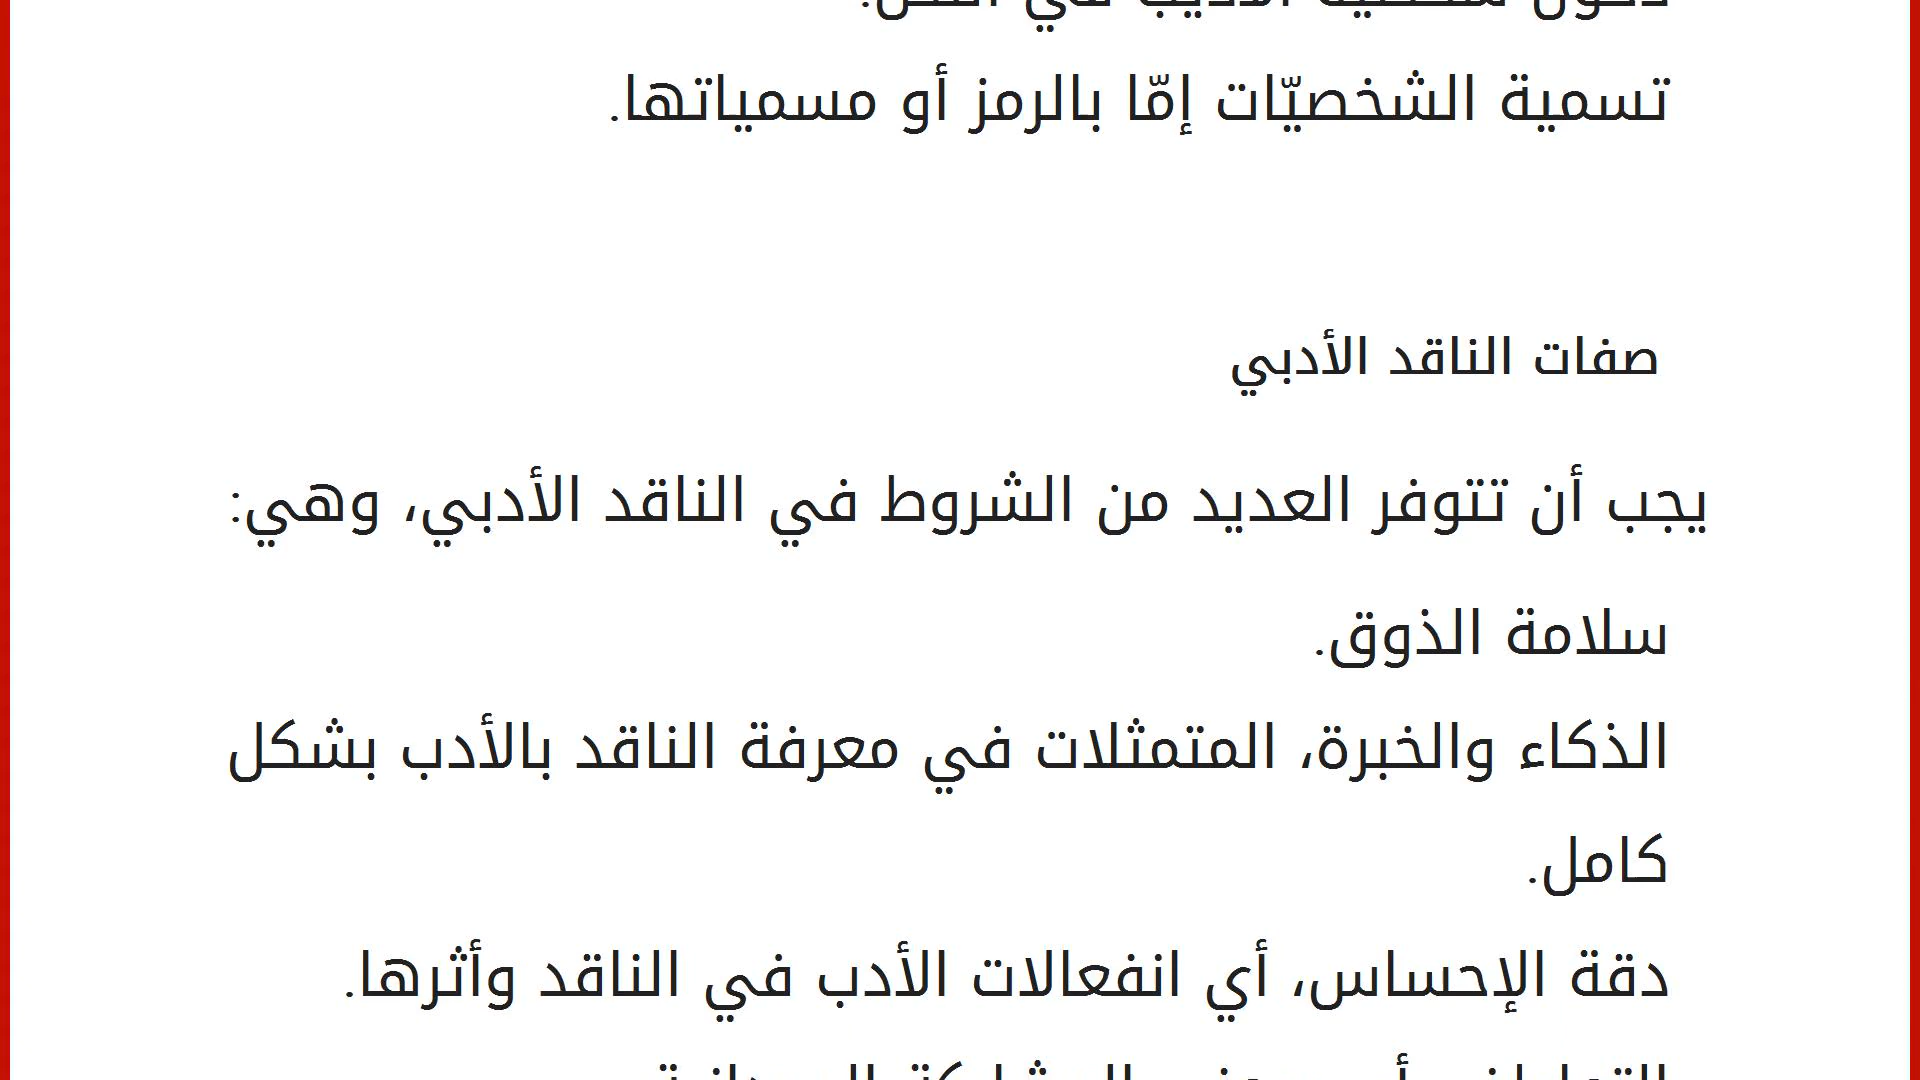 تسمية الشخصيّات إمّا بالرمز أو مسمياتها.
صفات الناقد الأدبي
يجب أن تتوفر العديد من الشروط في الناقد الأدبي، وهي:
سلامة الذوق.
الذكاء والخبرة، المتمثلات في معرفة الناقد بالأدب بشكل
كامل.
دقة الإحساس، أي انفعالات الأدب في الناقد وأثرها.